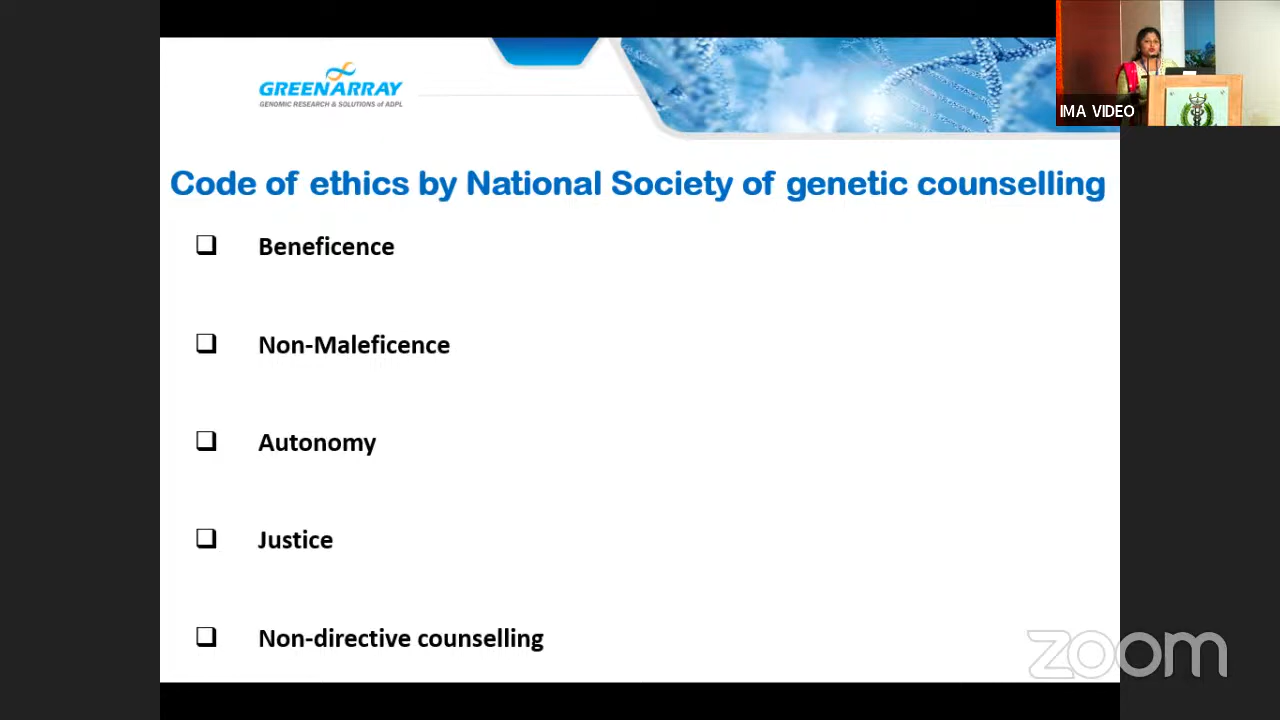 GREENARRAY
GENOMIC RESEARCH & SOLUTIONS of ADPL
IMA VIDEO
Code of ethics by National Society of genetic counselling
❑ Beneficence
❑ Non-Maleficence
❑ Autonomy
❑ Justice
❑ Non-directive counselling
zoom